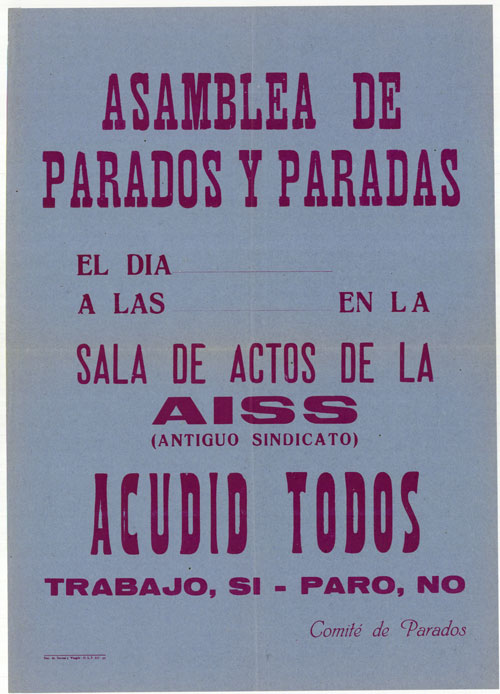 ASAMBLEA DE
PARADOS Y PARADAS
EL DIA
A LAS EN LA
SALA DE ACTOS DE LA
AISS
(ANTIGUO SINDICATO)
ACUDID TODOS
TRABAJO, SI - PARO, NO
Comité de Parados